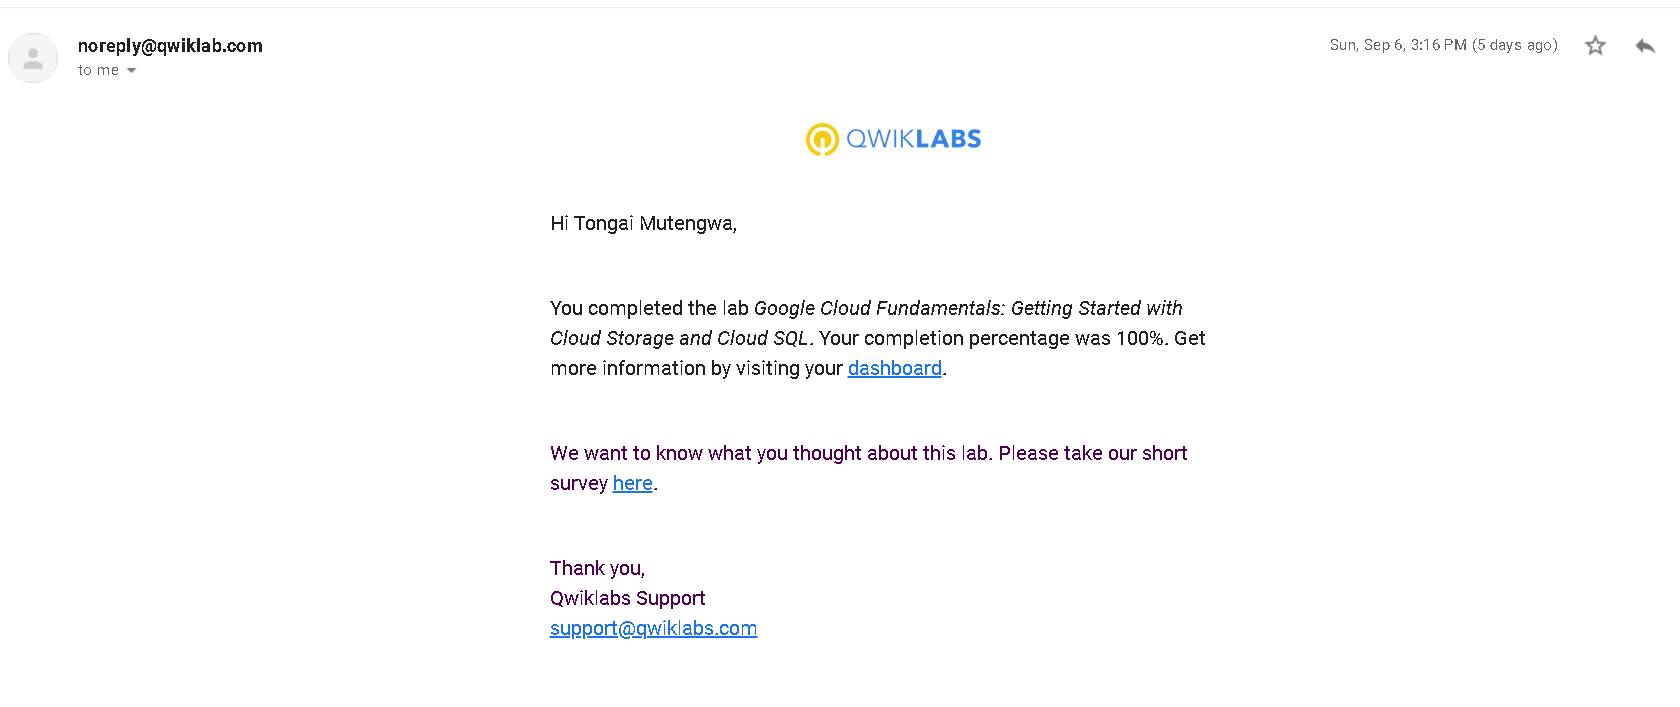 noreply@qwiklab.com
Sun, Sep 6, 3:16 PM (5 days ago)
to me
QWIKLABS
Hi Tongai Mutengwa,
You completed the lab Google Cloud Fundamentals: Getting Started with
Cloud Storage and Cloud SQL. Your completion percentage was 100%. Get
more information by visiting your dashboard.
We want to know what you thought about this lab. Please take our short
survey here.
Thank you,
Qwiklabs Support
support@qwiklabs.com